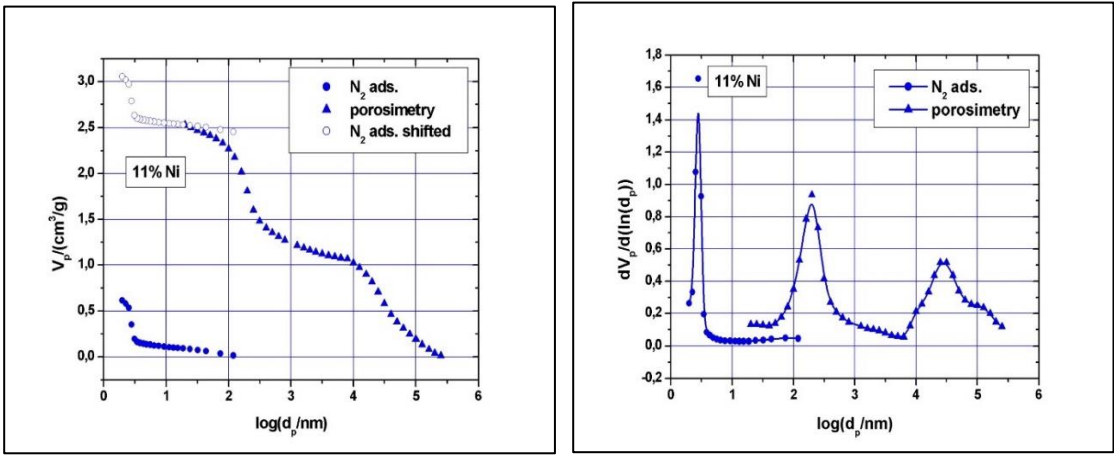 3,0
2,5
2,0
1,5
1,0
0,5
0,0
V_p/(cm³/g)
N₂ ads.
porosimetry
N₂ ads. shifted
11% Ni
0 1 2 3 4 5 6
log(d_p/nm)
1,8
1,6
1,4
1,2
1,0
0,8
0,6
0,4
0,2
0,0
-0,2
dV_p/d(ln(d_p))
11% Ni
N₂ ads.
porosimetry
0 1 2 3 4 5 6
log(d_p/nm)